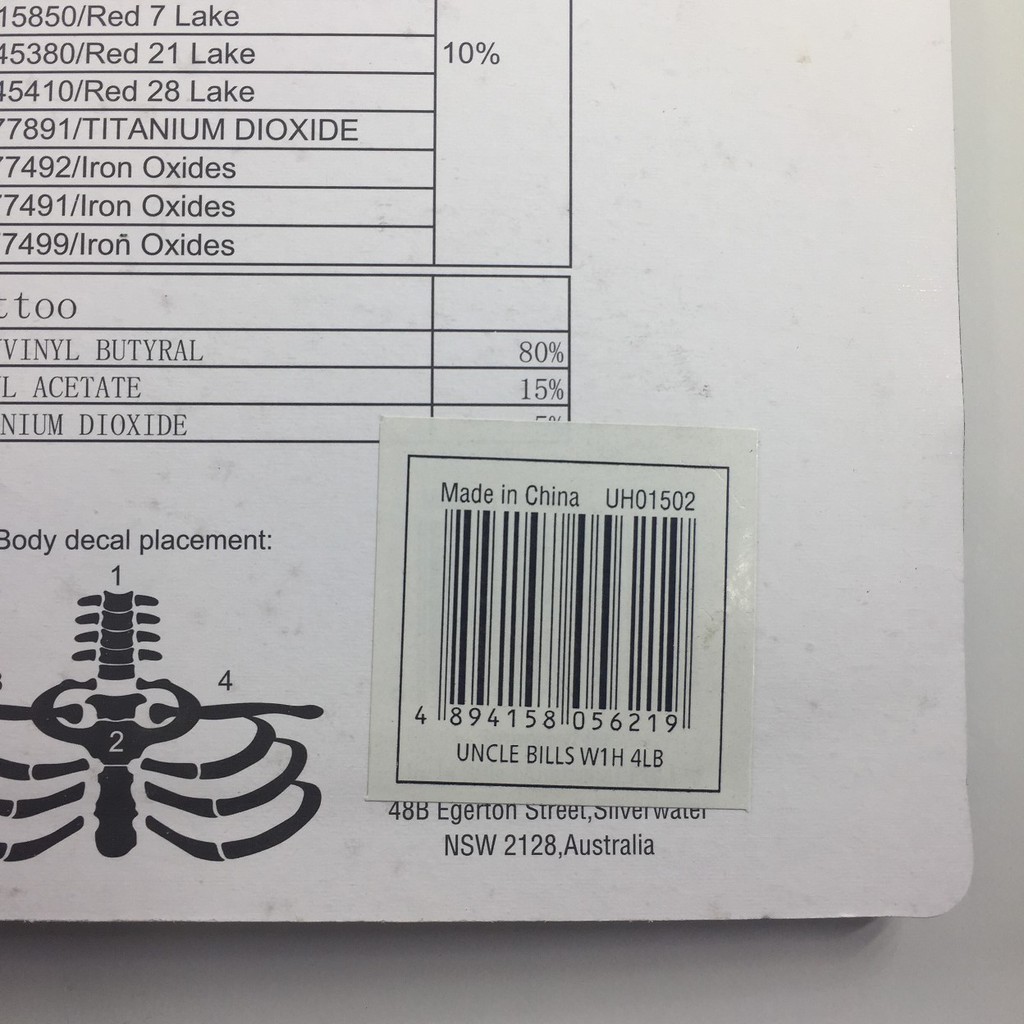 15850/Red 7 Lake
45380/Red 21 Lake
10%
45410/Red 28 Lake
77891/TITANIUM DIOXIDE
77492/Iron Oxides
77491/Iron Oxides
77499/Iron Oxides
ttoo
VINYL BUTYRAL 80%
L ACETATE 15%
NIUM DIOXIDE 5%
Made in China UH01502
4 894158 056219
UNCLE BILLS W1H 4LB
Body decal placement:
1
3 4
2
48B Egerton Street,Silverwater
NSW 2128,Australia